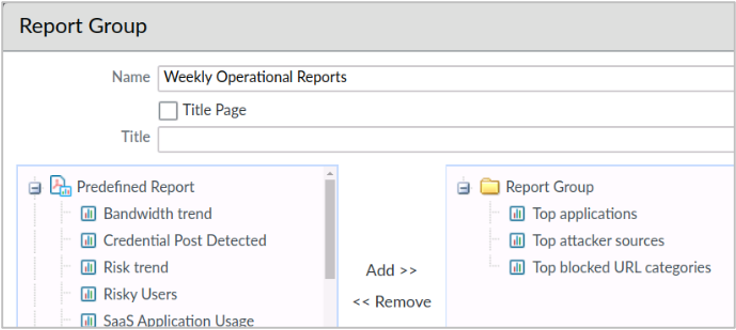 Report Group
Name Weekly Operational Reports
Title Page
Title
Predefined Report
Bandwidth trend
Credential Post Detected
Risk trend
Risky Users
SaaS Application Usage
Add >>
<< Remove
Report Group
Top applications
Top attacker sources
Top blocked URL categories